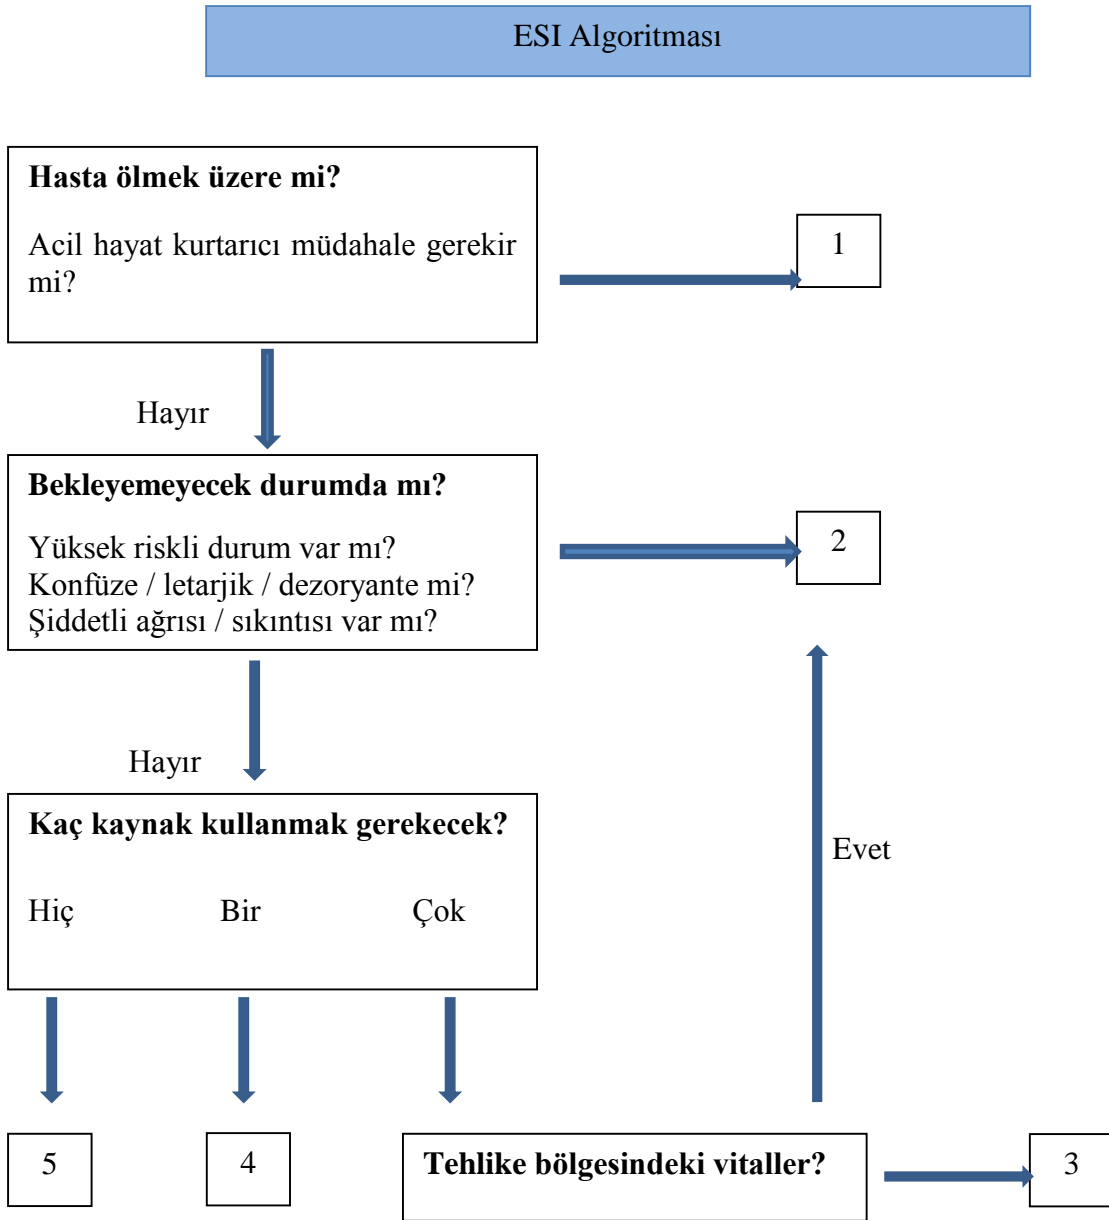 ESI Algoritması
Hasta ölmek üzere mi?
Acil hayat kurtarıcı müdahale gerekir
mi?
1
Hayır
Bekleyemeyecek durumda mı?
Yüksek riskli durum var mı?
Konfüze / letarjik / dezoryante mi?
Şiddetli ağrısı / sıkıntısı var mı?
2
Hayır
Kaç kaynak kullanmak gerekecek?
Hiç Bir Çok
Evet
5
4
Tehlike bölgesindeki vitaller?
3